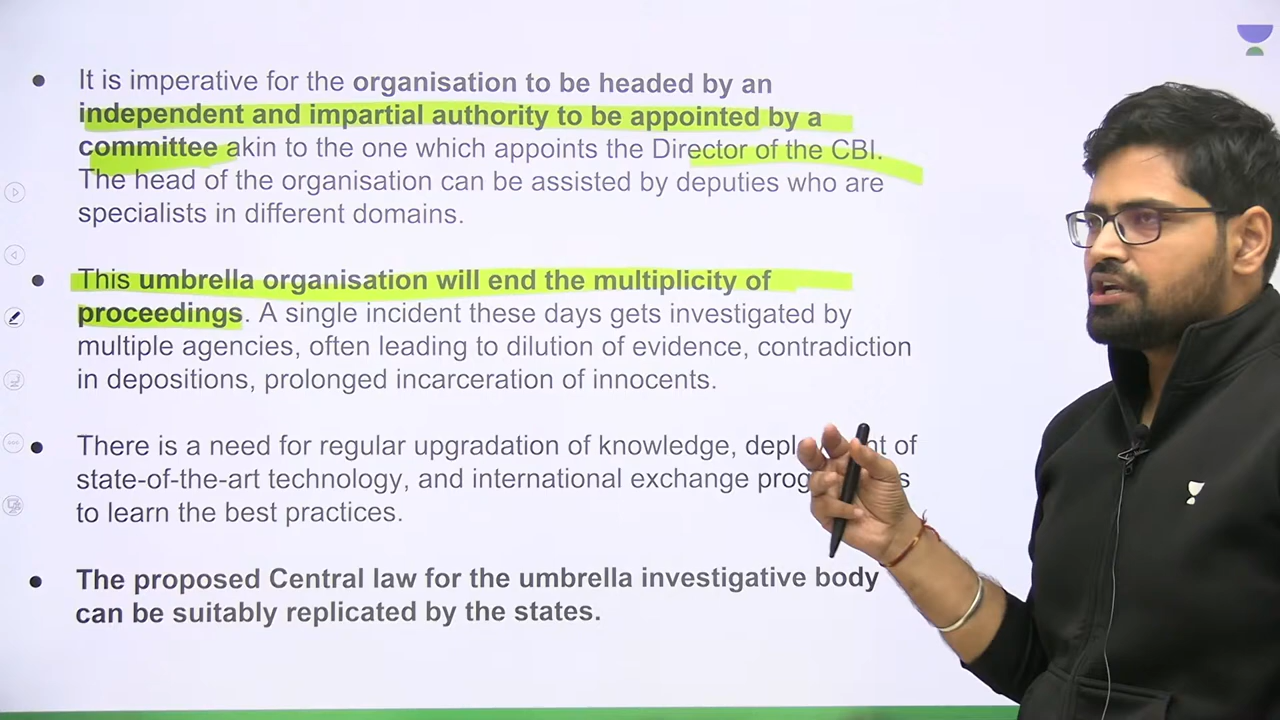 ● It is imperative for the organisation to be headed by an
independent and impartial authority to be appointed by a
committee akin to the one which appoints the Director of the CBI.
The head of the organisation can be assisted by deputies who are
specialists in different domains.
● This umbrella organisation will end the multiplicity of
proceedings. A single incident these days gets investigated by
multiple agencies, often leading to dilution of evidence, contradiction
in depositions, prolonged incarceration of innocents.
● There is a need for regular upgradation of knowledge, of
state-of-the-art technology, and international exchange
to learn the best practices.
● The proposed Central law for the umbrella investigative body
can be suitably replicated by the states.